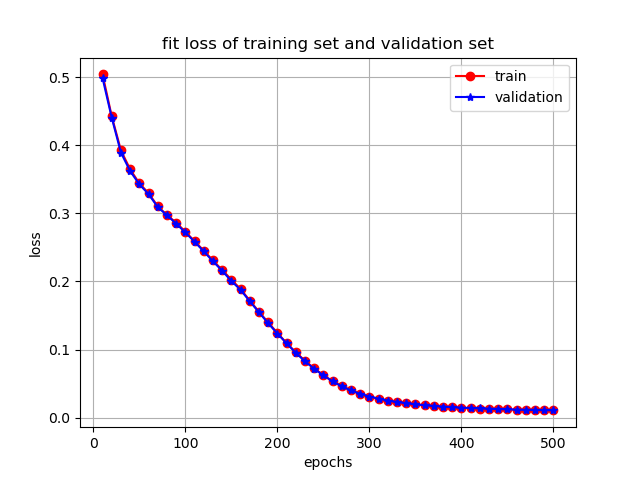 fit loss of training set and validation set
train
validation
0.5
0.4
0.3
0.2
0.1
0.0
loss
0 100 200 300 400 500
epochs